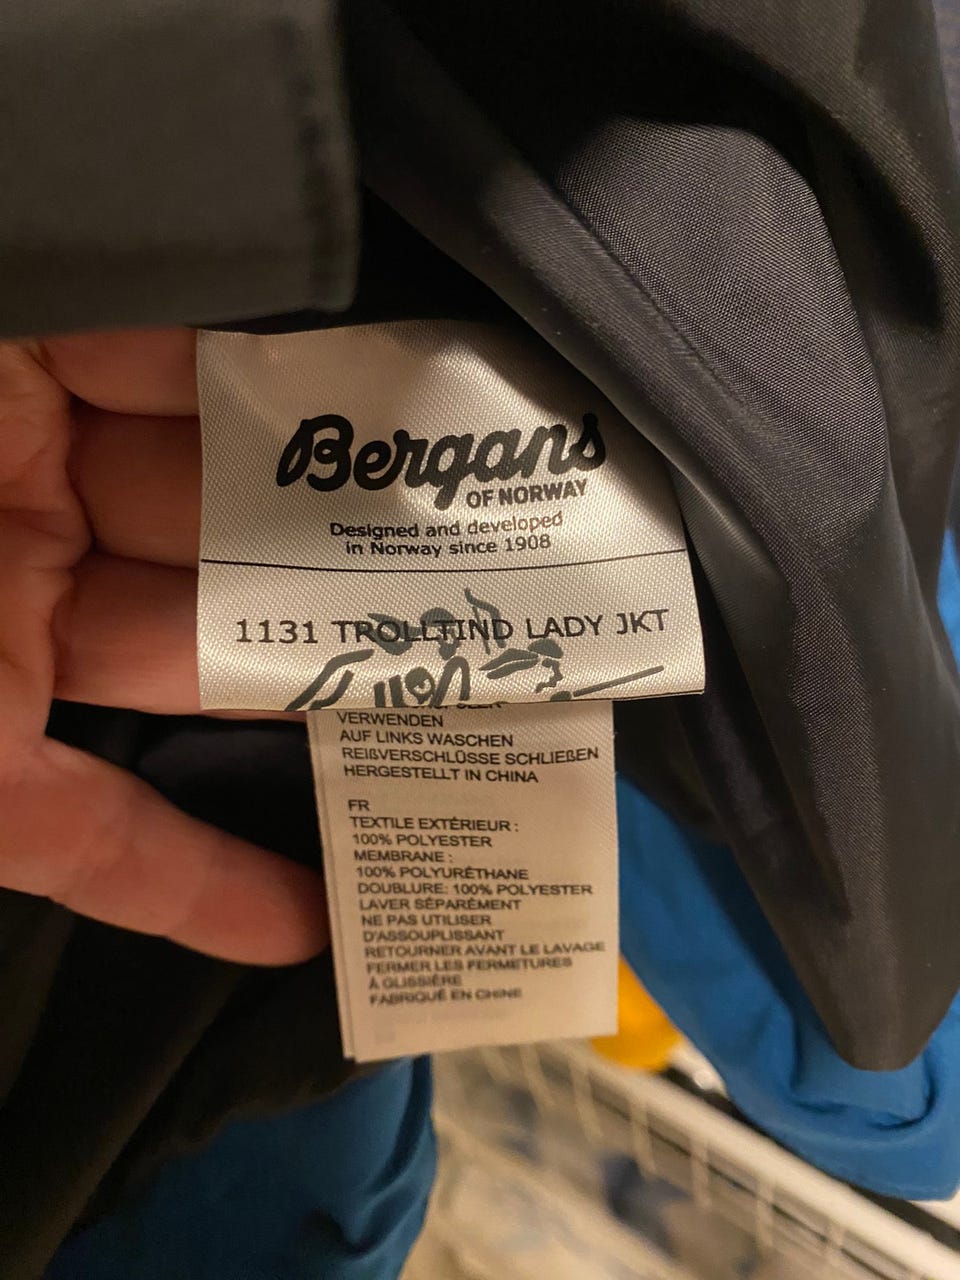 Bergans
OF NORWAY
Designed and developed
in Norway since 1908
1131 TROLLTIND LADY JKT
VERWENDEN
AUF LINKS WASCHEN
REIßVERSCHLÜSSE SCHLIEßEN
HERGESTELLT IN CHINA
FR
TEXTILE EXTÉRIEUR :
100% POLYESTER
MEMBRANE :
100% POLYURÉTHANE
DOUBLURE: 100% POLYESTER
LAVER SÉPARÉMENT
NE PAS UTILISER
D'ASSOUPLISSANT
RETOURNER AVANT LE LAVAGE
FERMER LES FERMETURES
À GLISSIÈRE
FABRIQUÉ EN CHINE